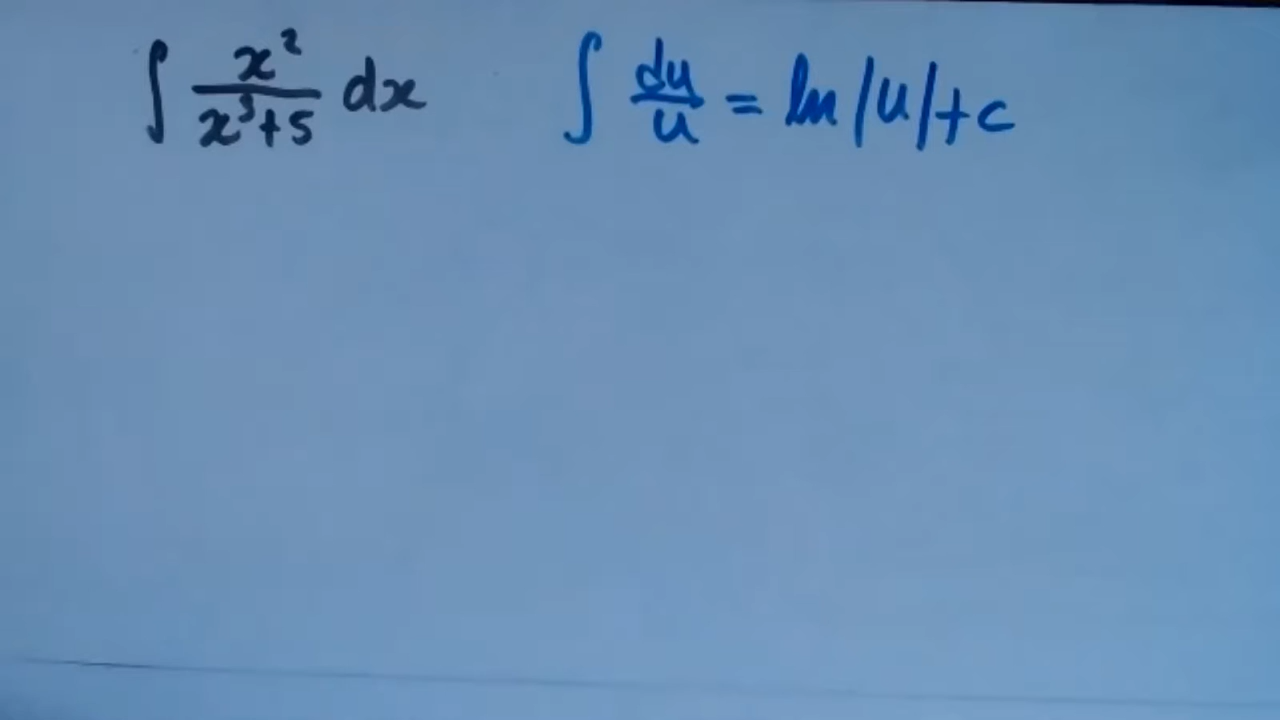 ∫ x²/(x³+5) dx    ∫ du/u = ln|u|+c